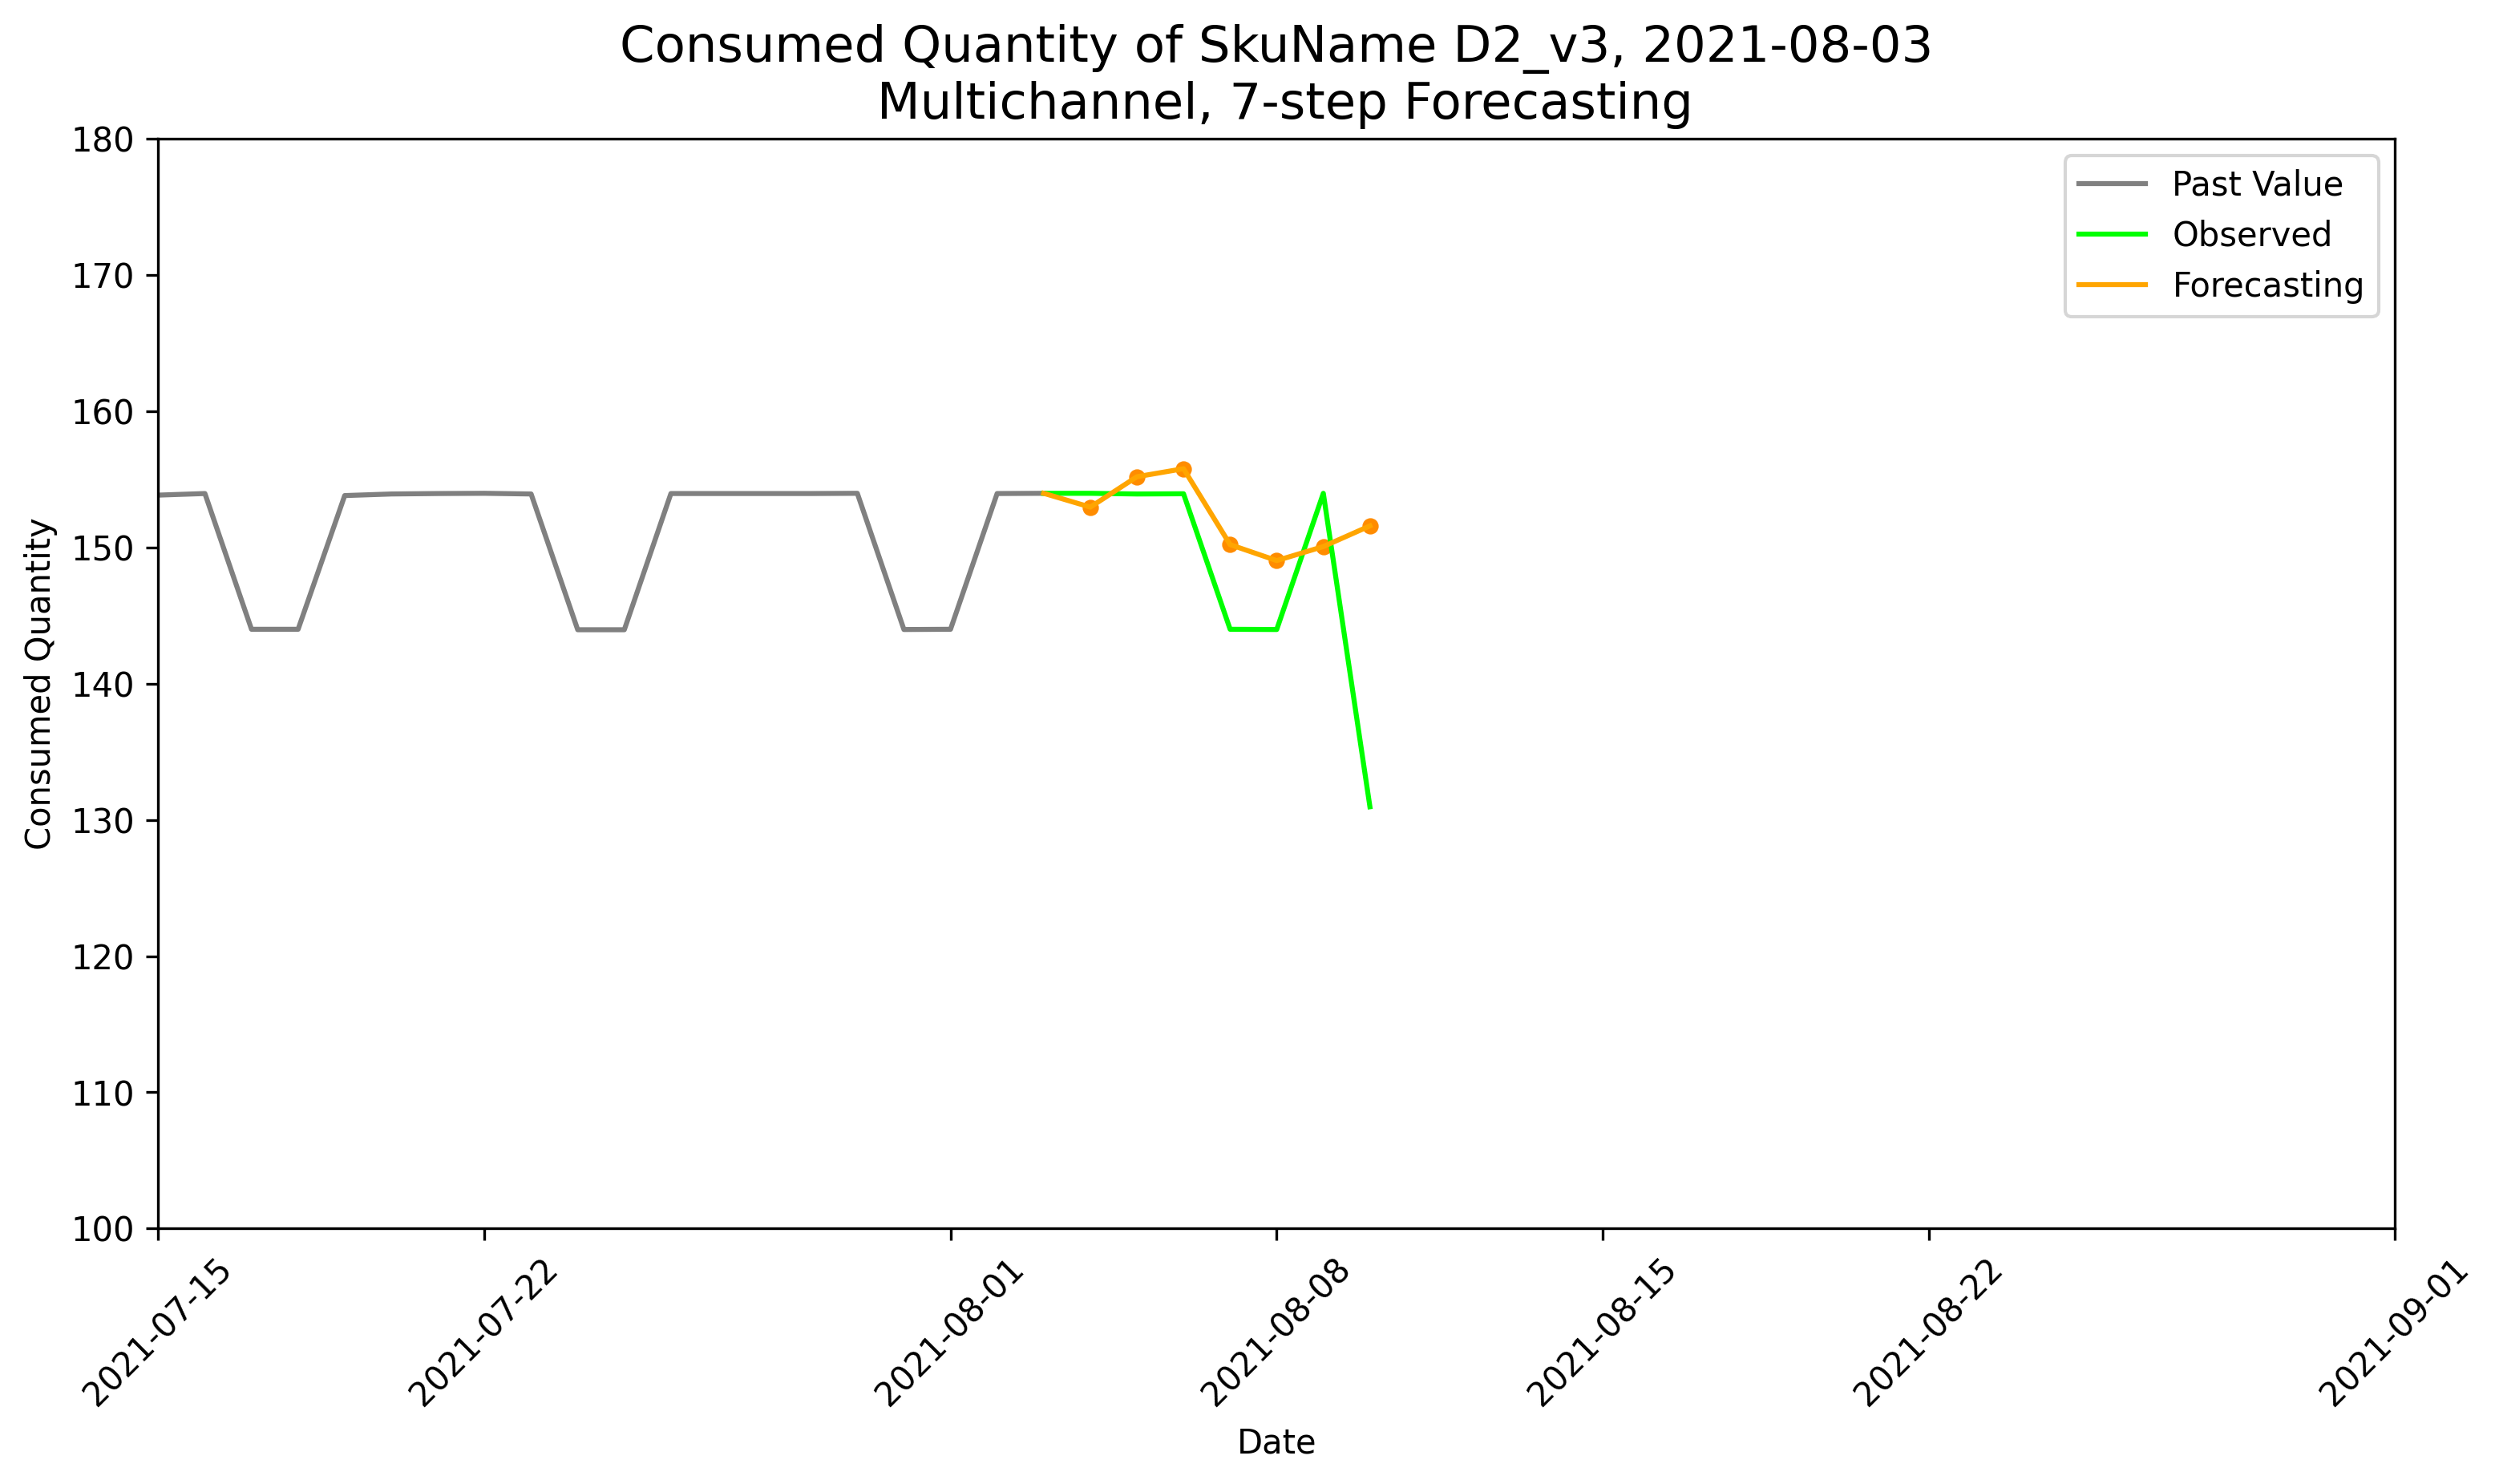 Consumed Quantity of SkuName D2_v3, 2021-08-03
Multichannel, 7-step Forecasting
180
170
160
150
140
130
120
110
100
Consumed Quantity
Past Value
Observed
Forecasting
2021-07-15
2021-07-22
2021-08-01
2021-08-08
2021-08-15
2021-08-22
2021-09-01
Date